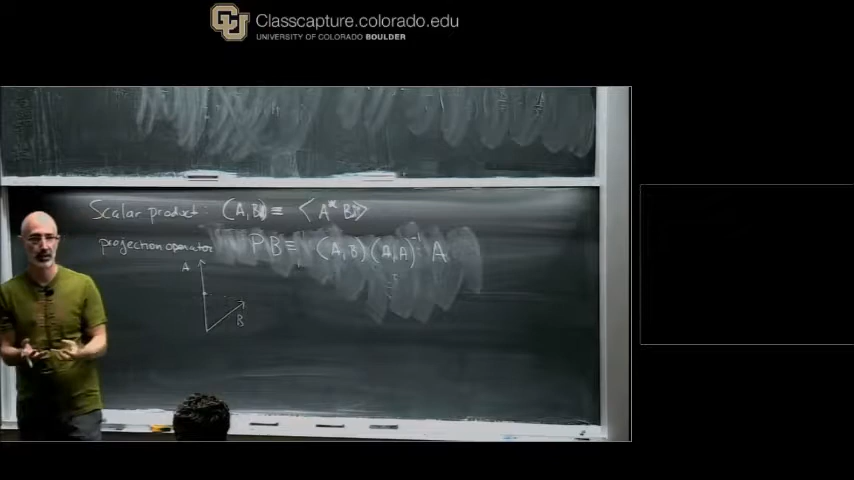 Classcapture.colorado.edu
UNIVERSITY OF COLORADO BOULDER
Scalar product: (A,B) ≡ ⟨A* B⟩
projection operator PB ≡ (A,B)(A,A)⁻¹ A
A
B